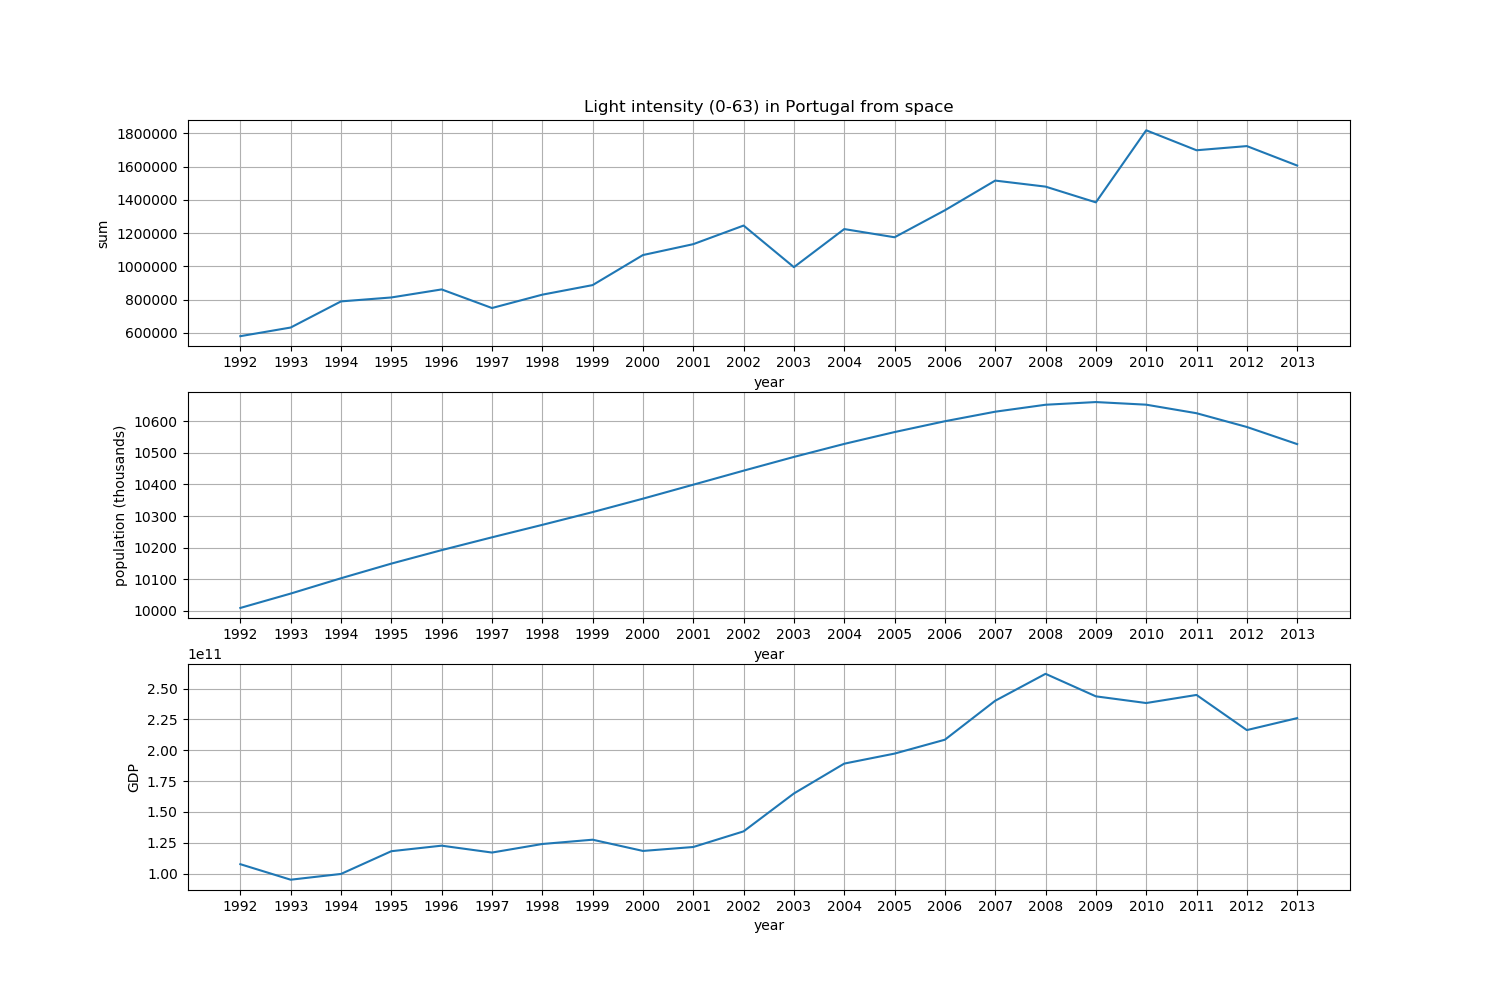 Light intensity (0-63) in Portugal from space
1800000
1600000
1400000
1200000
1000000
800000
600000
sum
1992 1993 1994 1995 1996 1997 1998 1999 2000 2001 2002 2003 2004 2005 2006 2007 2008 2009 2010 2011 2012 2013
year
10600
10500
10400
10300
10200
10100
10000
population (thousands)
1992 1993 1994 1995 1996 1997 1998 1999 2000 2001 2002 2003 2004 2005 2006 2007 2008 2009 2010 2011 2012 2013
year
1e11
2.50
2.25
2.00
1.75
1.50
1.25
1.00
GDP
1992 1993 1994 1995 1996 1997 1998 1999 2000 2001 2002 2003 2004 2005 2006 2007 2008 2009 2010 2011 2012 2013
year